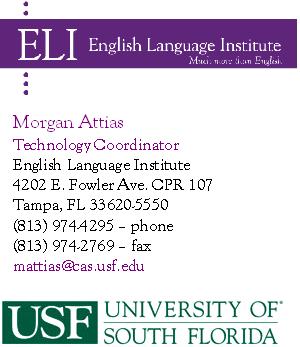 ELI English Language Institute
Much more than English
Morgan Attias
Technology Coordinator
English Language Institute
4202 E. Fowler Ave. CPR 107
Tampa, FL 33620-5550
(813) 974-4295 – phone
(813) 974-2769 – fax
mattias@cas.usf.edu
USF UNIVERSITY OF
SOUTH FLORIDA